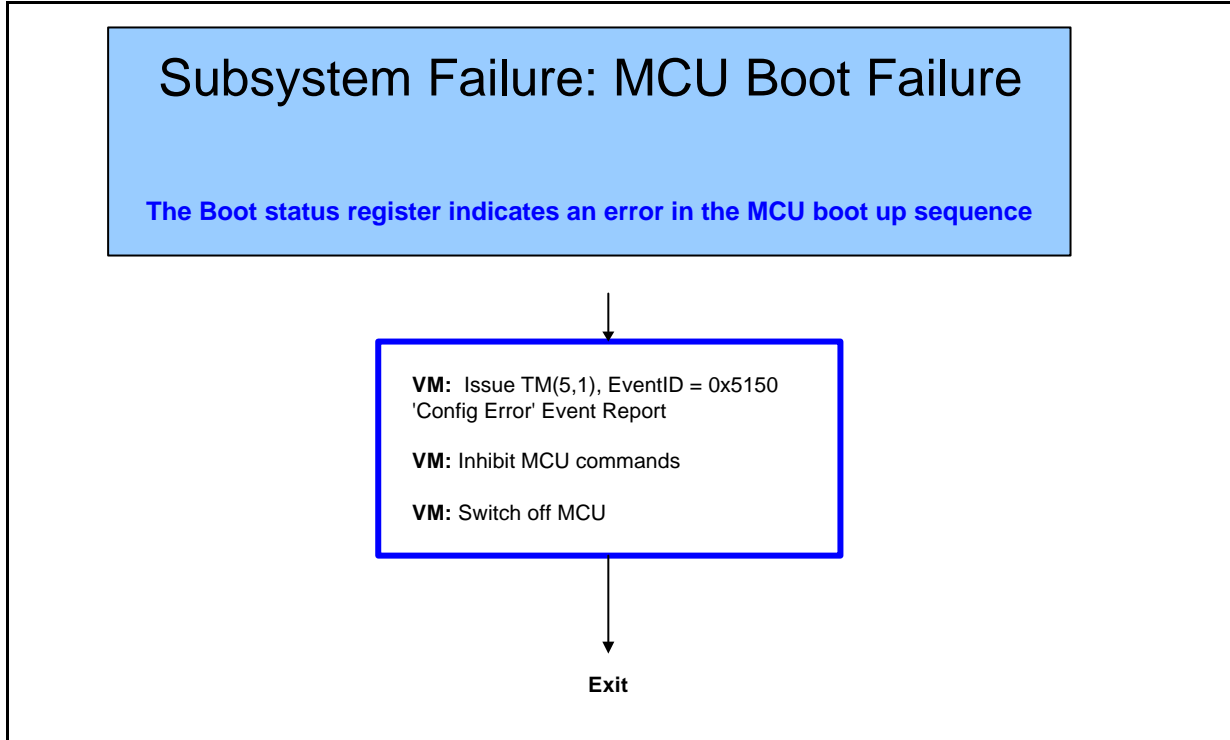 Subsystem Failure: MCU Boot Failure
The Boot status register indicates an error in the MCU boot up sequence
VM: Issue TM(5,1), EventID = 0x5150
'Config Error' Event Report
VM: Inhibit MCU commands
VM: Switch off MCU
Exit